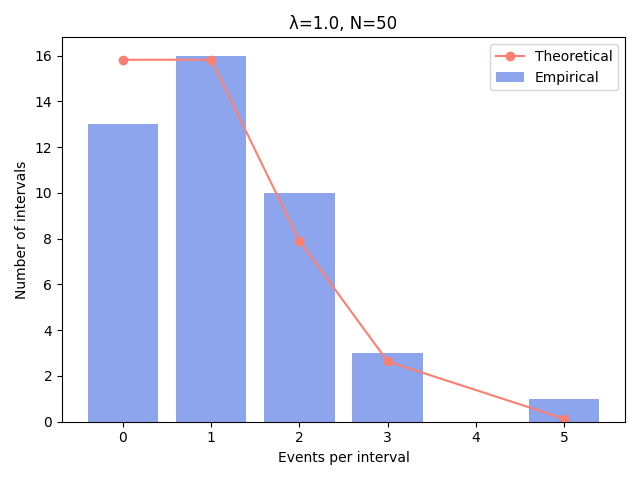 λ=1.0, N=50
Number of intervals
16
14
12
10
8
6
4
2
0
Theoretical
Empirical
0 1 2 3 4 5
Events per interval